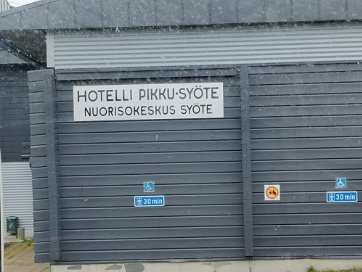 HOTELLI PIKKU-SYÖTE
NUORISOKESKUS SYÖTE
30 min
30 min